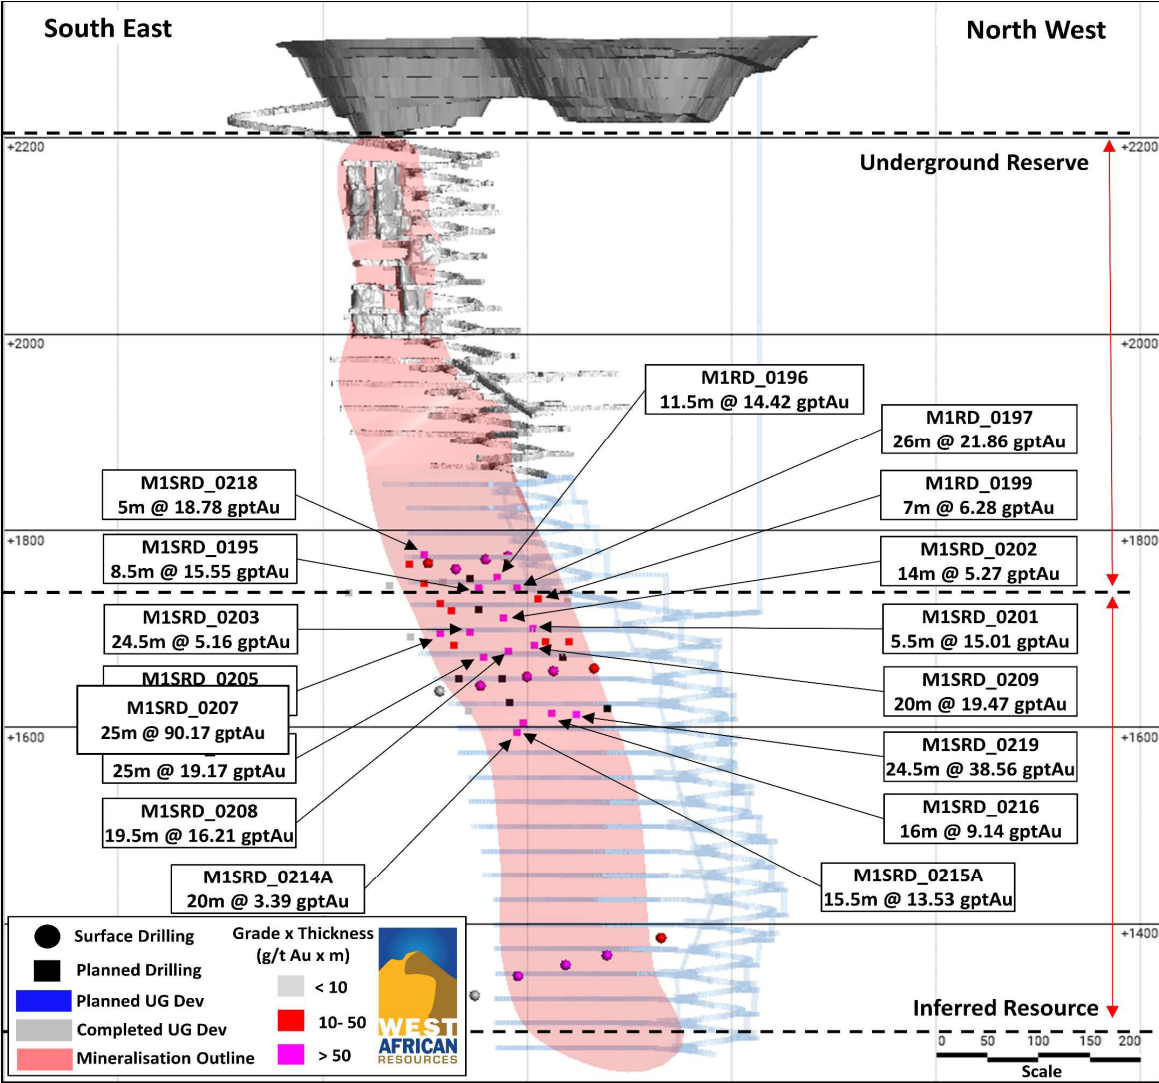 South East
North West
+2200
+2200
Underground Reserve
+2000
+2000
M1RD_0196
11.5m @ 14.42 gptAu
M1RD_0197
26m @ 21.86 gptAu
M1SRD_0218
5m @ 18.78 gptAu
M1RD_0199
7m @ 6.28 gptAu
+1800
+1800
M1SRD_0195
8.5m @ 15.55 gptAu
M1SRD_0202
14m @ 5.27 gptAu
M1SRD_0203
24.5m @ 5.16 gptAu
M1SRD_0201
5.5m @ 15.01 gptAu
M1SRD_0205
M1SRD_0207
25m @ 90.17 gptAu
25m @ 19.17 gptAu
M1SRD_0209
20m @ 19.47 gptAu
+1600
+1600
M1SRD_0219
24.5m @ 38.56 gptAu
M1SRD_0208
19.5m @ 16.21 gptAu
M1SRD_0216
16m @ 9.14 gptAu
M1SRD_0214A
20m @ 3.39 gptAu
M1SRD_0215A
15.5m @ 13.53 gptAu
+1400
Surface Drilling
Planned Drilling
Planned UG Dev
Completed UG Dev
Mineralisation Outline
Grade x Thickness
(g/t Au x m)
< 10
10- 50
> 50
WEST
AFRICAN
RESOURCES
Inferred Resource
0 50 100 150 200
Scale